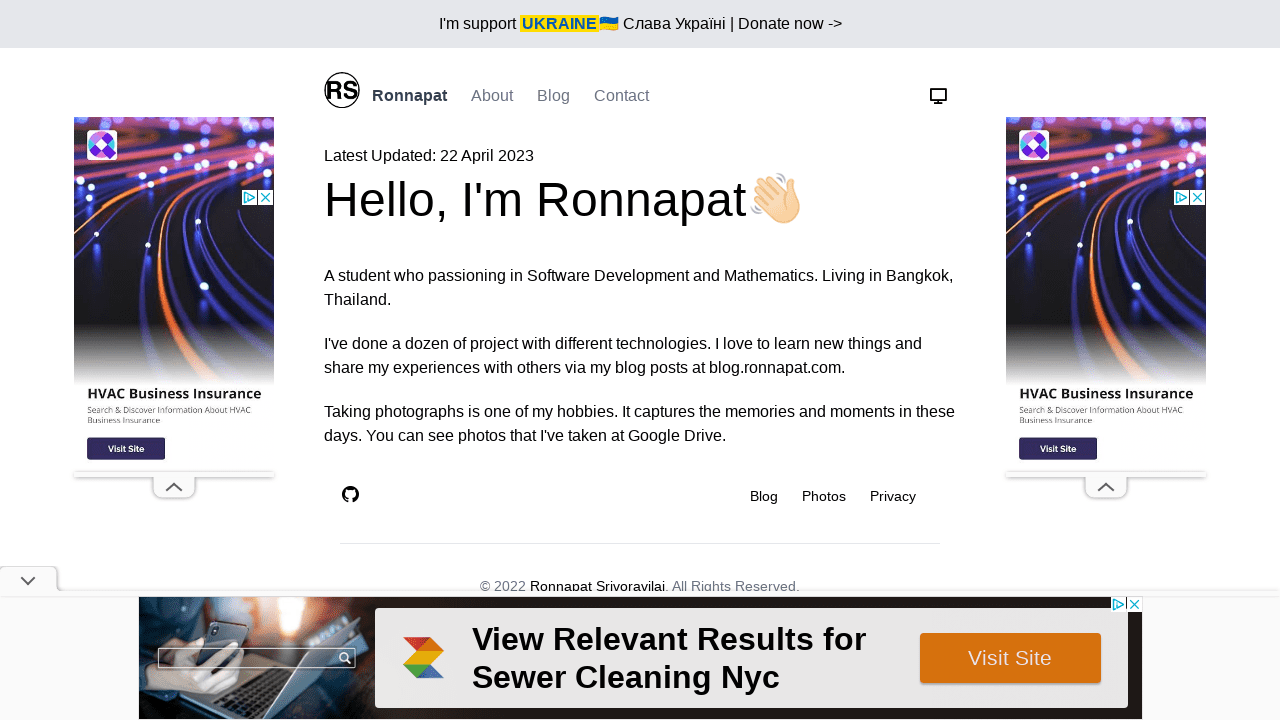 I'm support UKRAINE🇺🇦 Слава Україні | Donate now ->
RS Ronnapat About Blog Contact
Latest Updated: 22 April 2023
Hello, I'm Ronnapat👋🏻
A student who passioning in Software Development and Mathematics. Living in Bangkok,
Thailand.
I've done a dozen of project with different technologies. I love to learn new things and
share my experiences with others via my blog posts at blog.ronnapat.com.
Taking photographs is one of my hobbies. It captures the memories and moments in these
days. You can see photos that I've taken at Google Drive.
Blog Photos Privacy
© 2022 Ronnapat Srivoravilai. All Rights Reserved.
HVAC Business Insurance
Search & Discover Information About HVAC
Business Insurance
Visit Site
HVAC Business Insurance
Search & Discover Information About HVAC
Business Insurance
Visit Site
View Relevant Results for
Sewer Cleaning Nyc
Visit Site